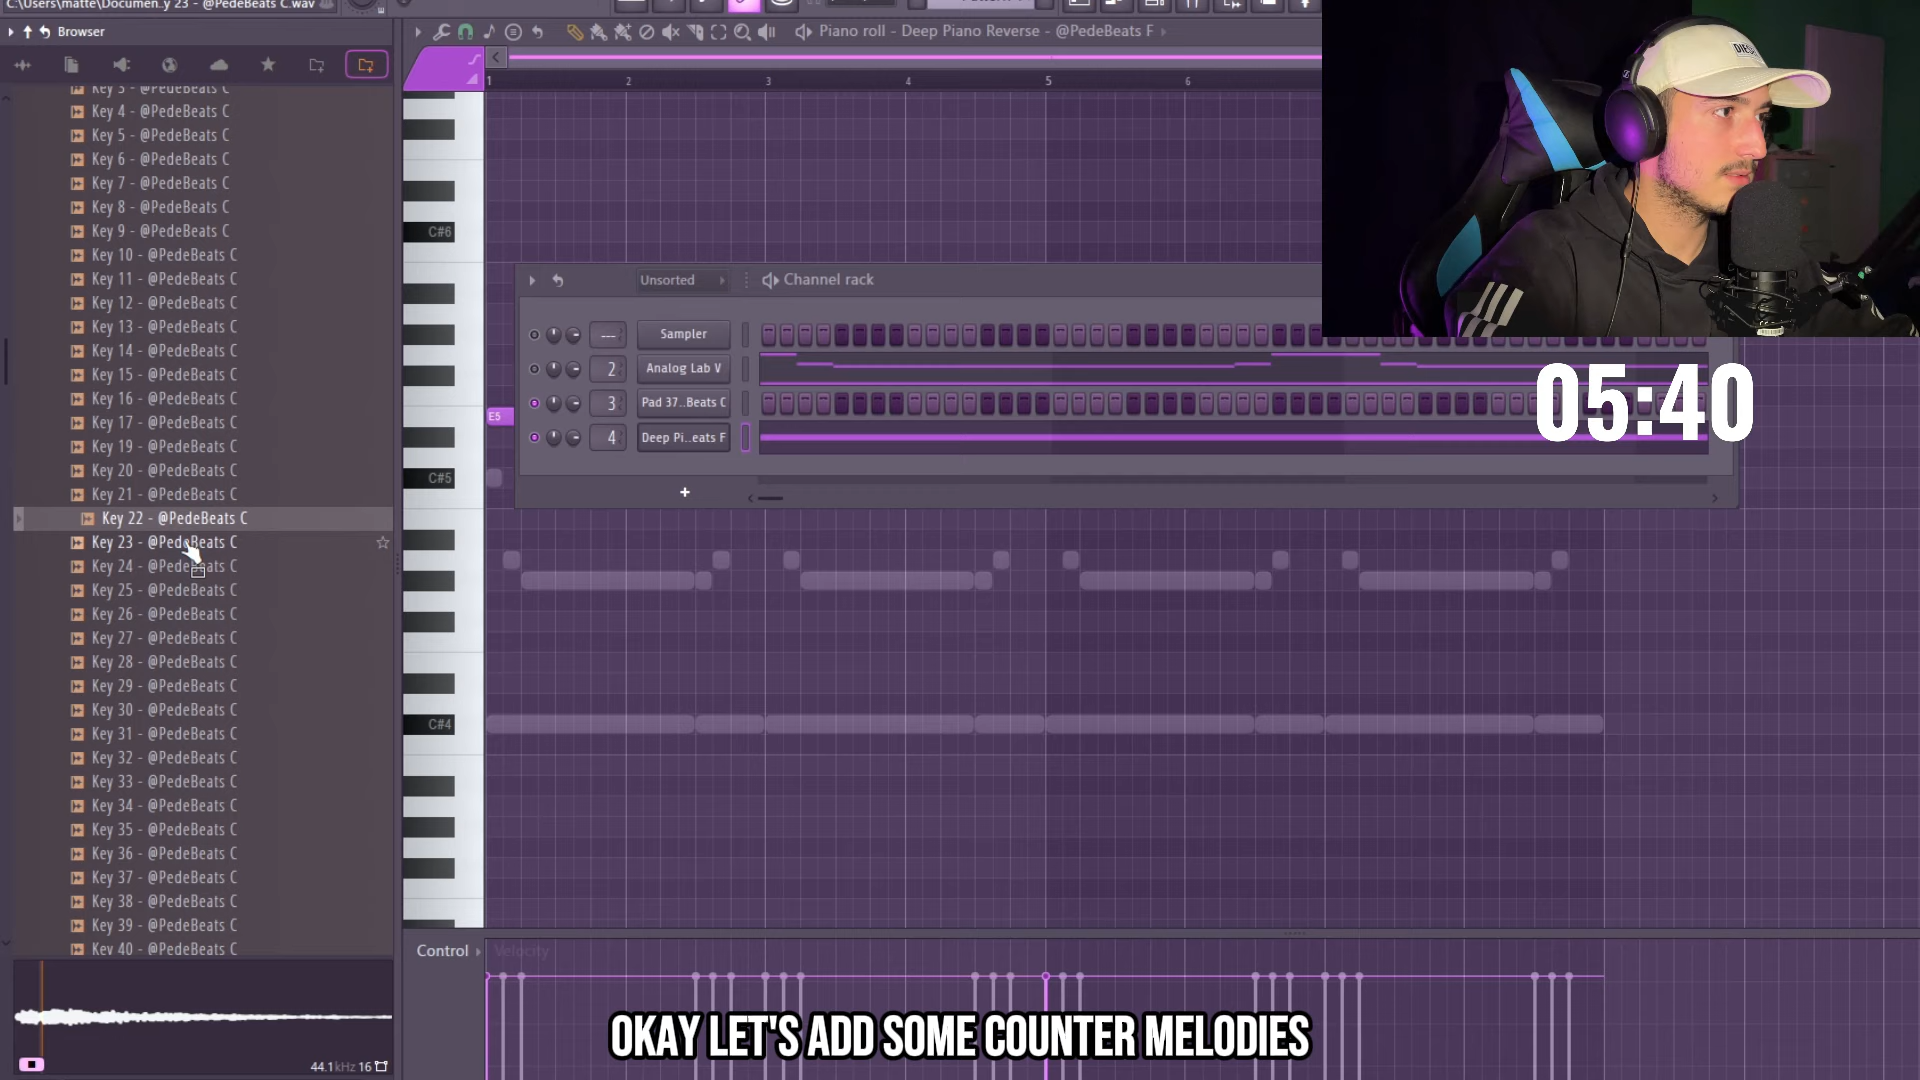 C:\Users\matte\Documen..y 23 - @PedeBeats C.wav
Browser
Piano roll - Deep Piano Reverse - @PedeBeats F
Key 3 - @PedeBeats C
Key 4 - @PedeBeats C
Key 5 - @PedeBeats C
Key 6 - @PedeBeats C
Key 7 - @PedeBeats C
Key 8 - @PedeBeats C
Key 9 - @PedeBeats C
Key 10 - @PedeBeats C
Key 11 - @PedeBeats C
Key 12 - @PedeBeats C
Key 13 - @PedeBeats C
Key 14 - @PedeBeats C
Key 15 - @PedeBeats C
Key 16 - @PedeBeats C
Key 17 - @PedeBeats C
Key 19 - @PedeBeats C
Key 20 - @PedeBeats C
Key 21 - @PedeBeats C
Key 22 - @PedeBeats C
Key 23 - @PedeBeats C
Key 24 - @PedeBeats C
Key 25 - @PedeBeats C
Key 26 - @PedeBeats C
Key 27 - @PedeBeats C
Key 28 - @PedeBeats C
Key 29 - @PedeBeats C
Key 30 - @PedeBeats C
Key 31 - @PedeBeats C
Key 32 - @PedeBeats C
Key 33 - @PedeBeats C
Key 34 - @PedeBeats C
Key 35 - @PedeBeats C
Key 36 - @PedeBeats C
Key 37 - @PedeBeats C
Key 38 - @PedeBeats C
Key 39 - @PedeBeats C
Key 40 - @PedeBeats C
44.1kHz 16
1 2 3 4 5 6
C#6
E5
C#5
C#4
Unsorted
Channel rack
--- Sampler
2 Analog Lab V
3 Pad 37..Beats C
4 Deep Pi..eats F
05:40
Control
Velocity
OKAY LET'S ADD SOME COUNTER MELODIES